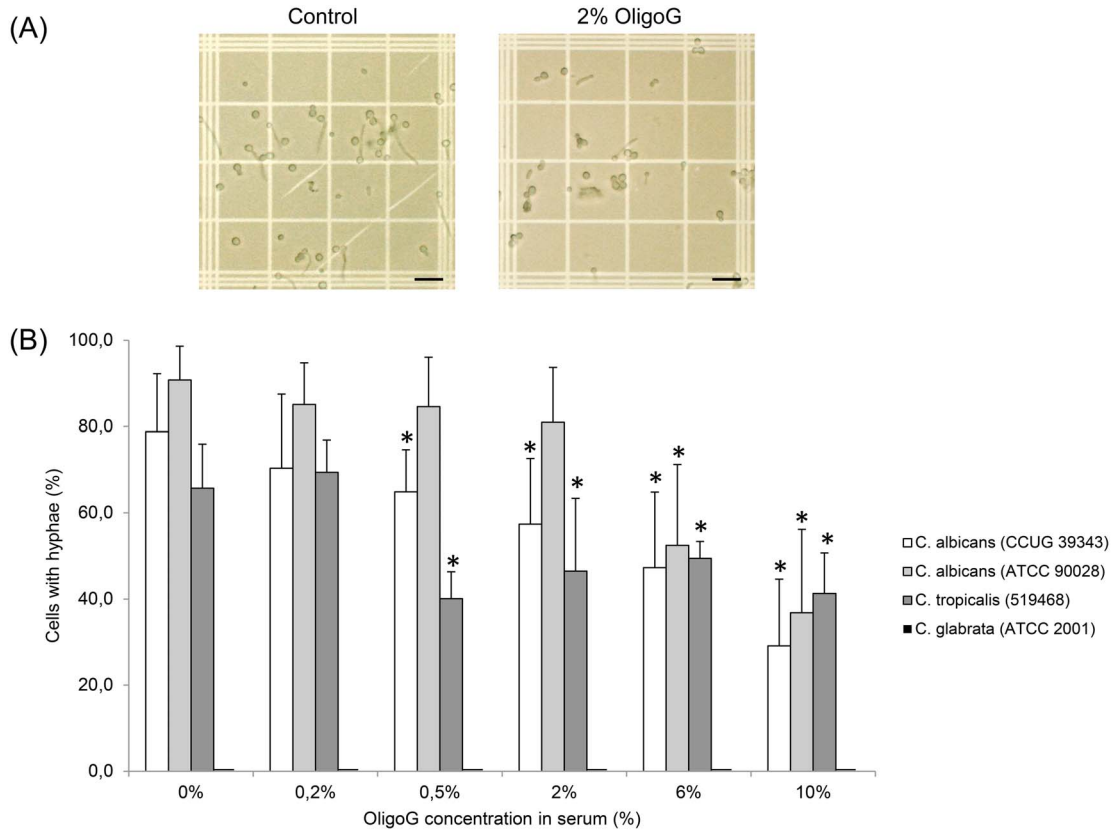 (A)
Control
2% OligoG
(B)
Cells with hyphae (%)
100,0
80,0
60,0
40,0
20,0
0,0
* * * * * * * * * *
0% 0,2% 0,5% 2% 6% 10%
OligoG concentration in serum (%)
C. albicans (CCUG 39343)
C. albicans (ATCC 90028)
C. tropicalis (519468)
C. glabrata (ATCC 2001)